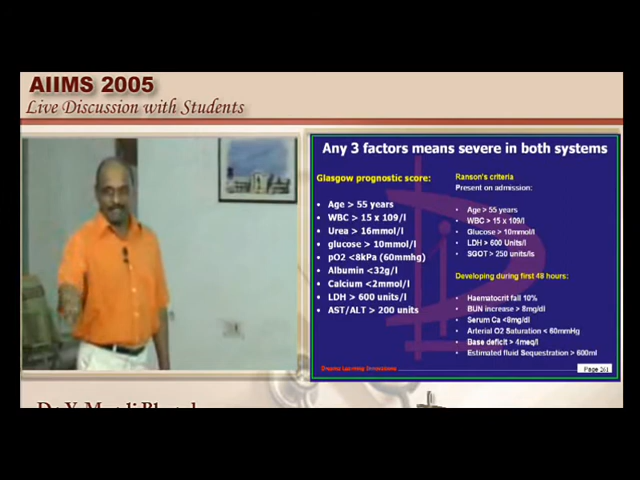 AIIMS 2005
Live Discussion with Students
Any 3 factors means severe in both systems
Glasgow prognostic score:
• Age > 55 years
• WBC > 15 x 109/l
• Urea > 16mmol/l
• glucose > 10mmol/l
• pO2 <8kPa (60mmhg)
• Albumin <32g/l
• Calcium <2mmol/l
• LDH > 600 units/l
• AST/ALT > 200 units
Ranson's criteria
Present on admission:
• Age > 55 years
• WBC > 15 x 109/l
• Glucose > 10mmol/l
• LDH > 600 Units/l
• SGOT > 250 units/ls
Developing during first 48 hours:
• Haematocrit fall 10%
• BUN increase > 8mg/dl
• Serum Ca <8mg/dl
• Arterial O2 Saturation < 60mmHg
• Base deficit > 4meq/l
• Estimated fluid Sequestration > 600ml
Page 261